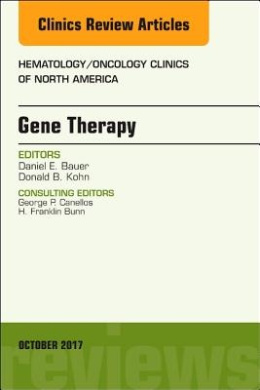 Clinics Review Articles
HEMATOLOGY/ONCOLOGY CLINICS
OF NORTH AMERICA
Gene Therapy
EDITORS
Daniel E. Bauer
Donald B. Kohn
CONSULTING EDITORS
George P. Canellos
H. Franklin Bunn
OCTOBER 2017
reviews